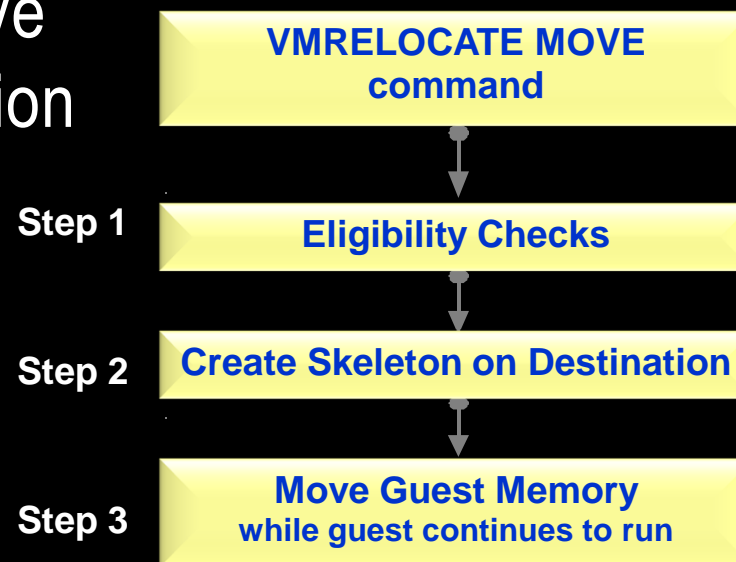 VMRELOCATE MOVE
command
Step 1
Eligibility Checks
Step 2
Create Skeleton on Destination
Step 3
Move Guest Memory
while guest continues to run